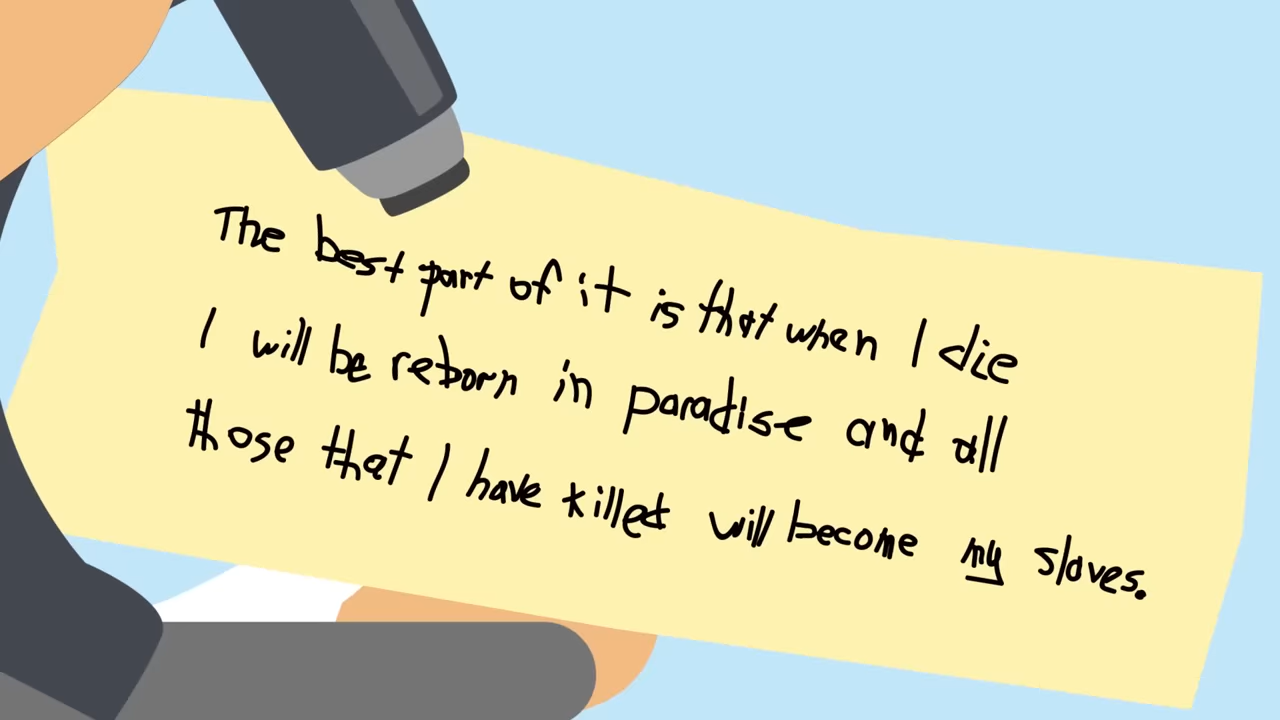 The best part of it is that when I die
I will be reborn in paradise and all
those that I have killed will become my slaves.